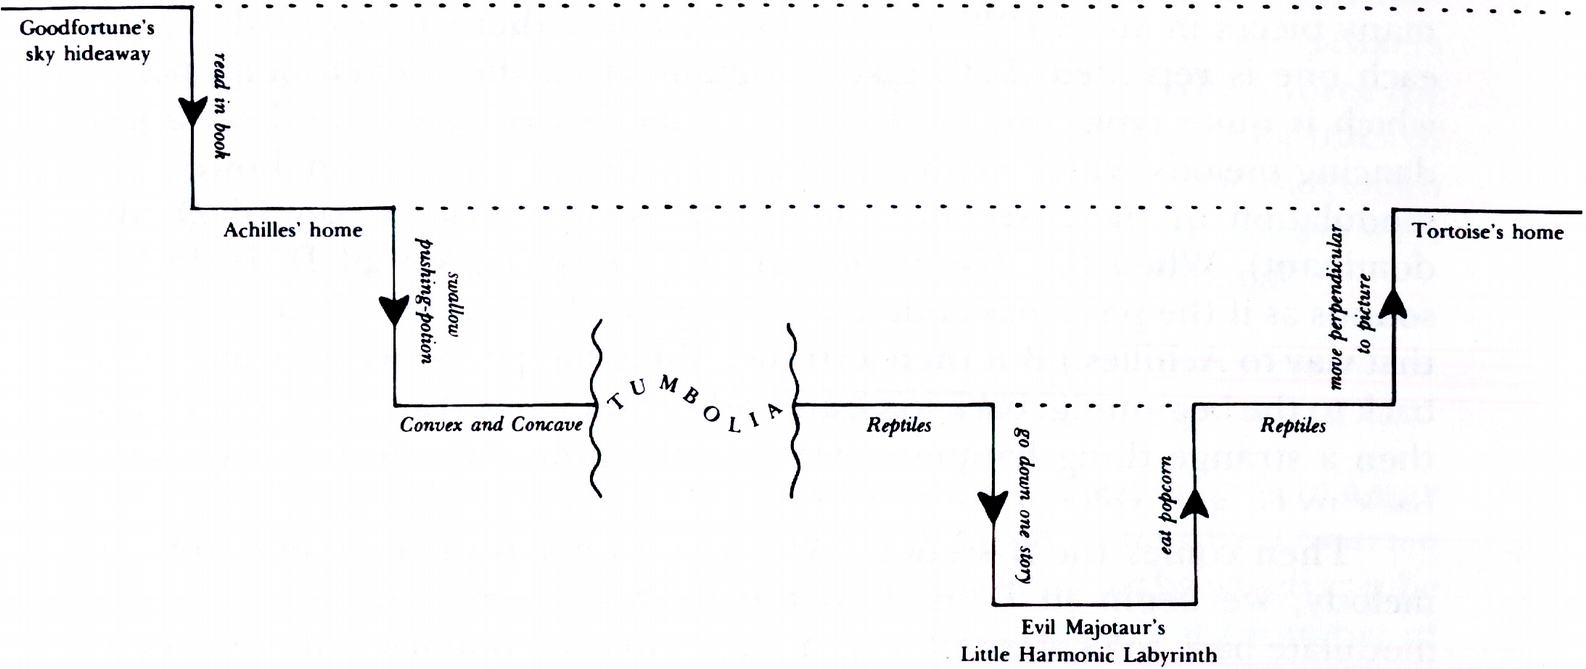 Goodfortune's
sky hideaway
read in book
Achilles' home
swallow
pushing-potion
Convex and Concave
TUMBOLIA
Reptiles
go down one story
Evil Majotaur's
Little Harmonic Labyrinth
eat popcorn
Reptiles
move perpendicular
to picture
Tortoise's home